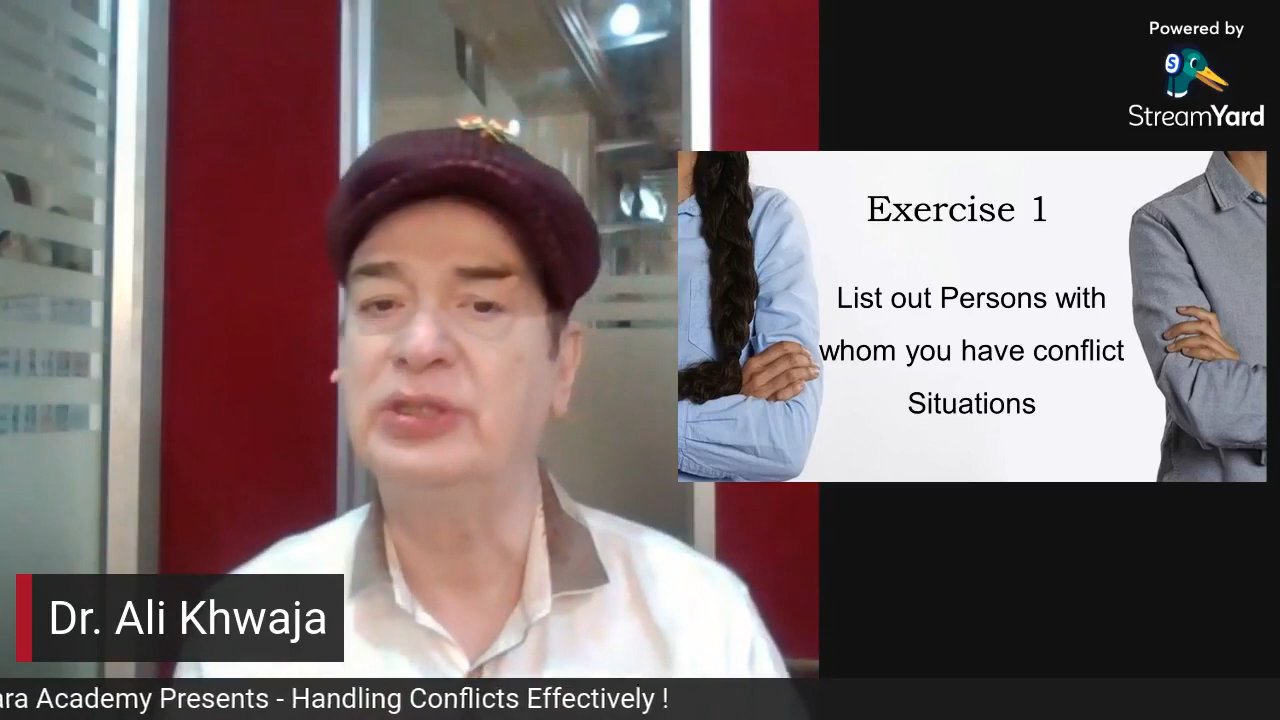 Powered by
StreamYard
Exercise 1
List out Persons with
whom you have conflict
Situations
Dr. Ali Khwaja
ara Academy Presents - Handling Conflicts Effectively !